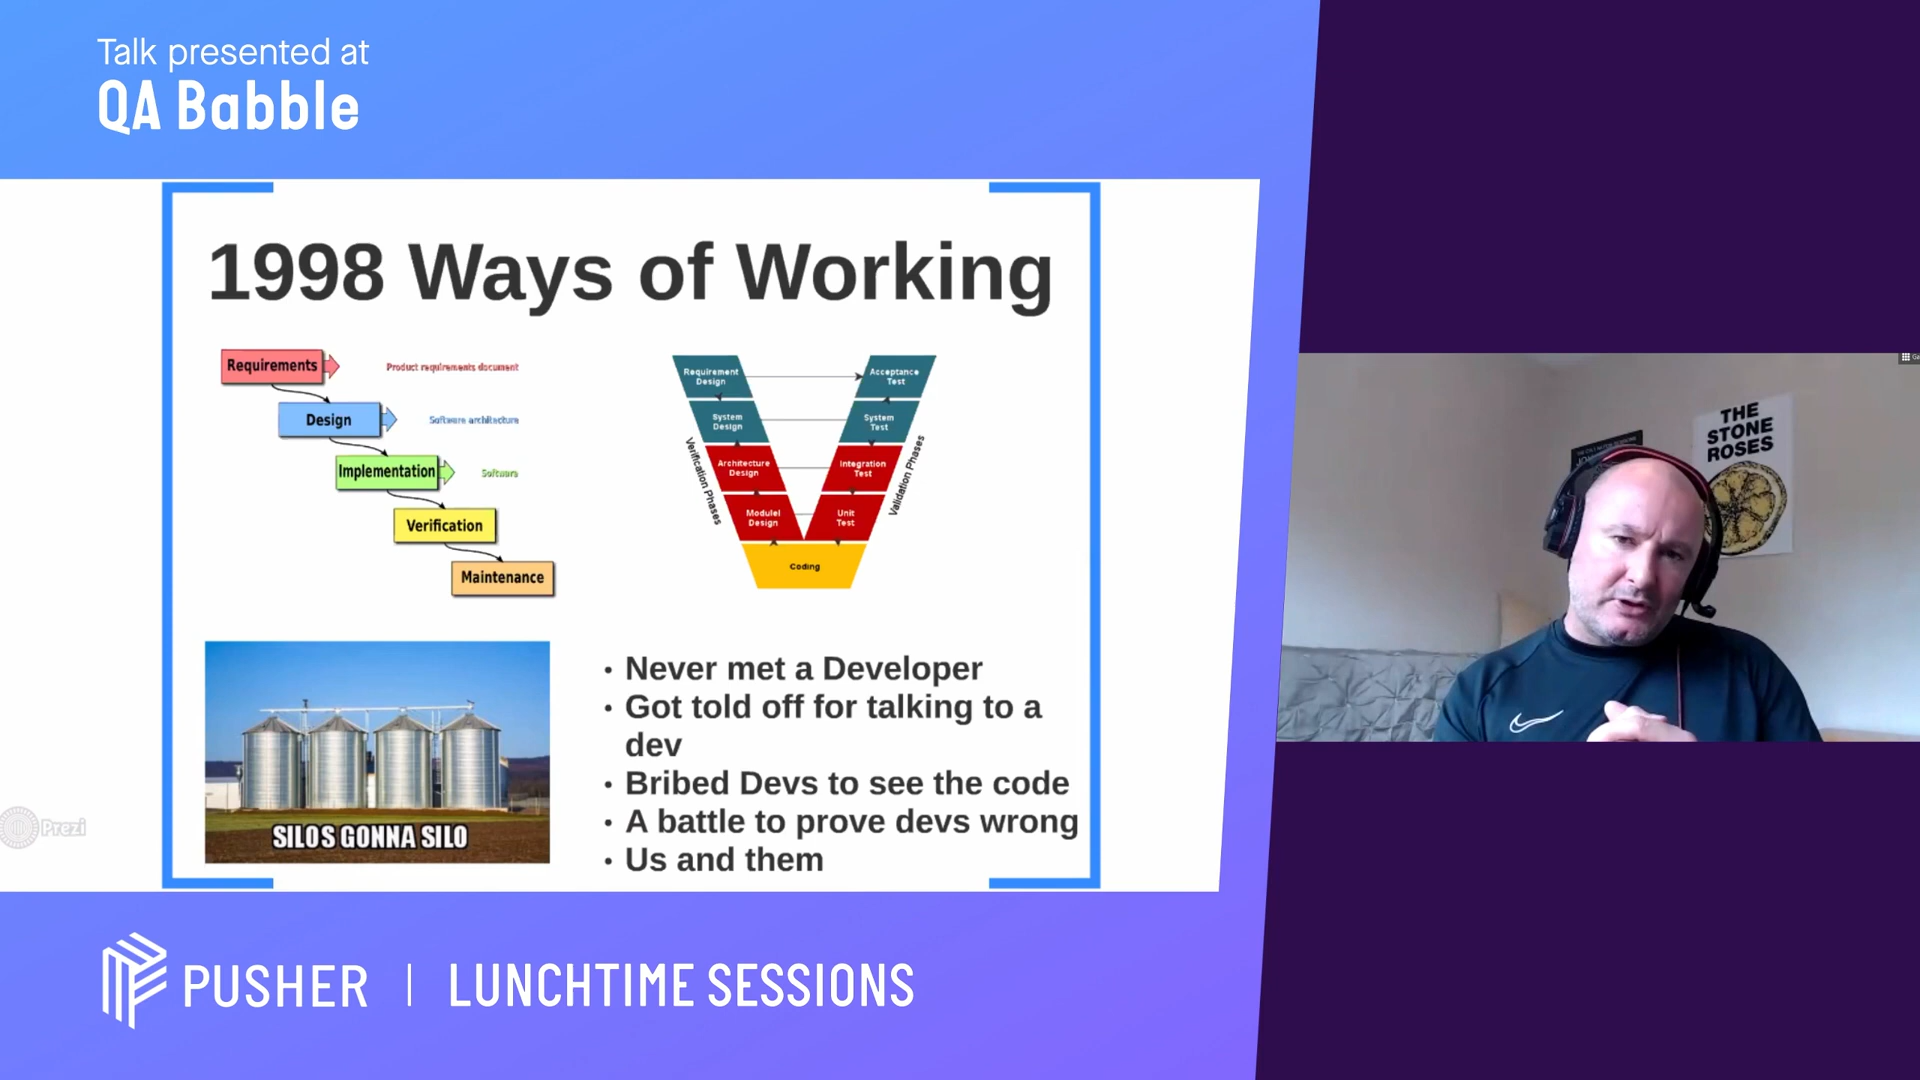 Talk presented at
QA Babble
1998 Ways of Working
Requirements
Product requirements document
Design
Software architecture
Implementation
Software
Verification
Maintenance
Requirement
Design
Acceptance
Test
System
Design
System
Test
Architecture
Design
Integration
Test
Modulel
Design
Unit
Test
Coding
Verification Phases
Validation Phases
SILOS GONNA SILO
• Never met a Developer
• Got told off for talking to a
dev
• Bribed Devs to see the code
• A battle to prove devs wrong
• Us and them
Prezi
THE
STONE
ROSES
PUSHER | LUNCHTIME SESSIONS